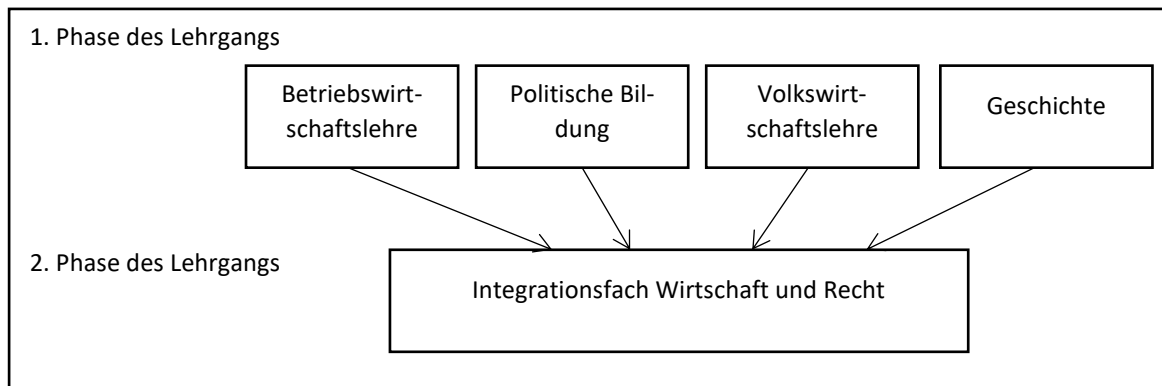 1. Phase des Lehrgangs
Betriebswirt-
schaftslehre
Politische Bil-
dung
Volkswirt-
schaftslehre
Geschichte
2. Phase des Lehrgangs
Integrationsfach Wirtschaft und Recht